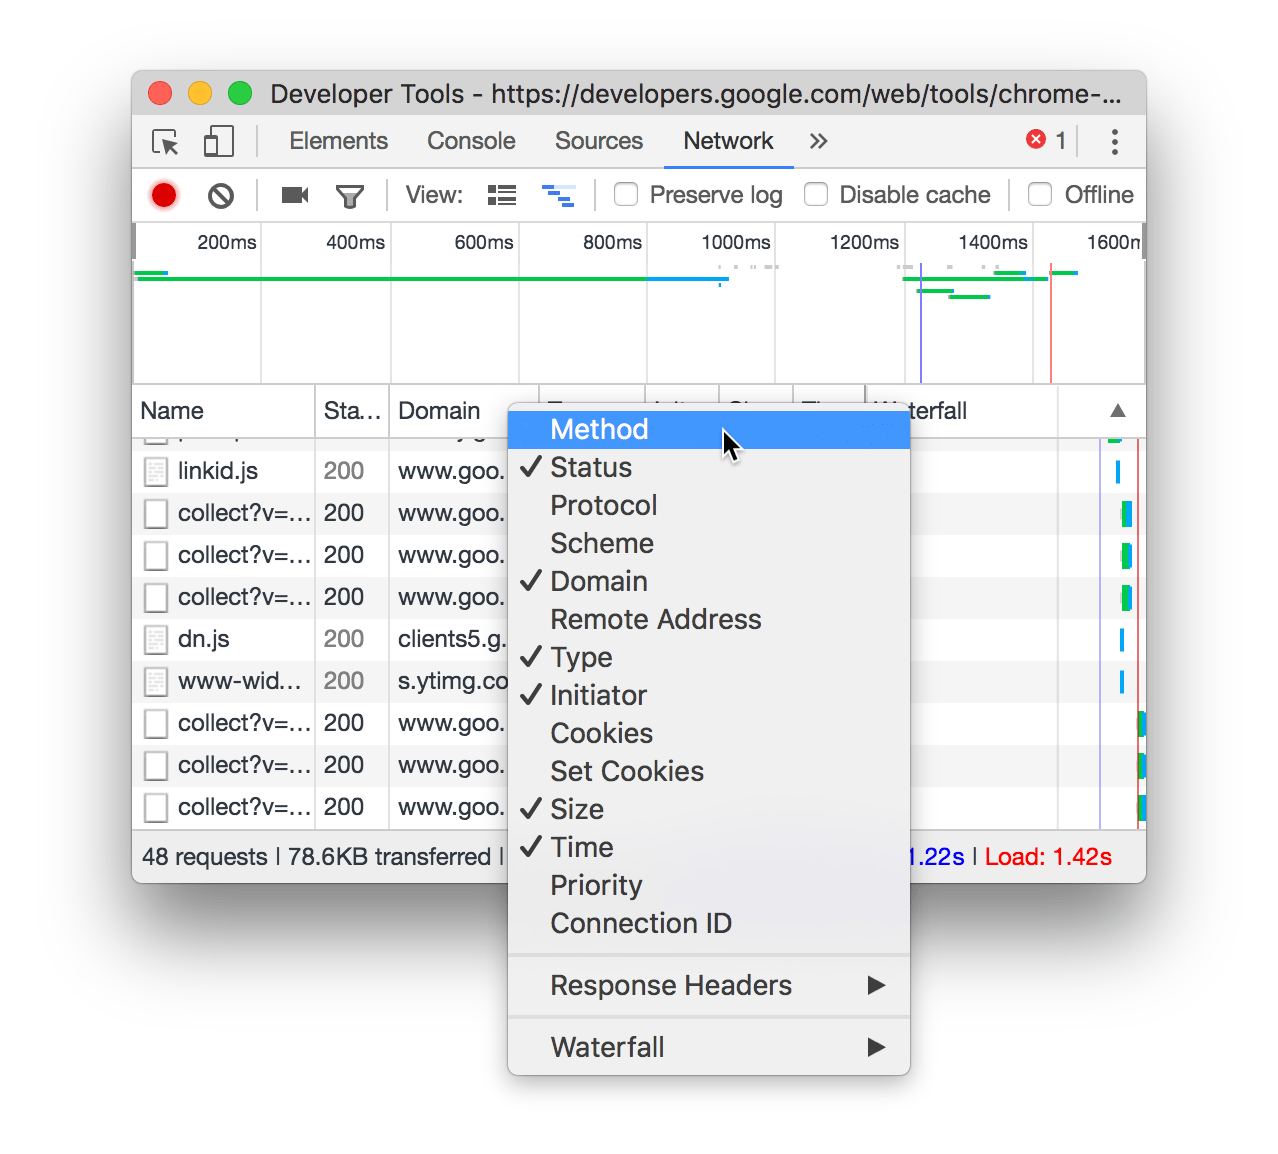 Developer Tools - https://developers.google.com/web/tools/chrome-...
Elements Console Sources Network » 1
View: Preserve log Disable cache Offline
200ms 400ms 600ms 800ms 1000ms 1200ms 1400ms
Name Sta... Domain
Method
linkid.js 200 www.goo.
Status
collect?v=... 200 www.goo.
Protocol
collect?v=... 200 www.goo.
Scheme
collect?v=... 200 www.goo.
Domain
Remote Address
dn.js 200 clients5.g.
Type
www-wid... 200 s.ytimg.co
Initiator
collect?v=... 200 www.goo.
Cookies
collect?v=... 200 www.goo.
Set Cookies
collect?v=... 200 www.goo.
Size
48 requests | 78.6KB transferred | 1.22s | Load: 1.42s
Time
Priority
Connection ID
Response Headers
Waterfall